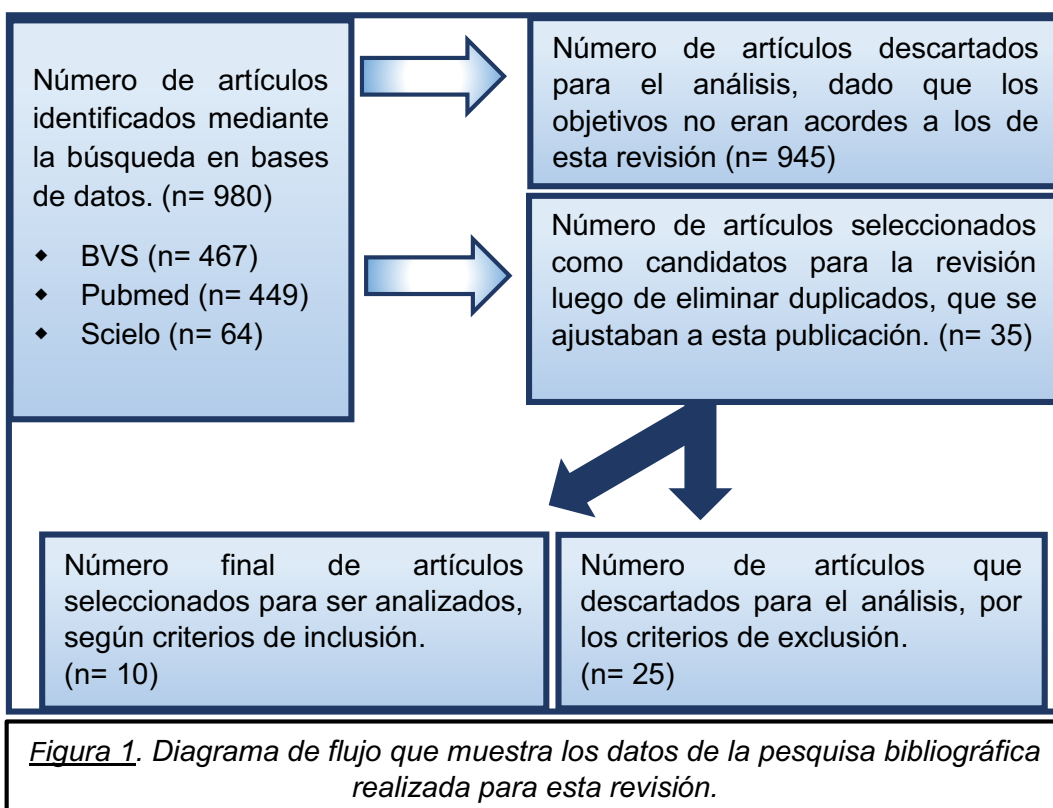 Número de artículos
identificados mediante
la búsqueda en bases
de datos. (n= 980)
◆ BVS (n= 467)
◆ Pubmed (n= 449)
◆ Scielo (n= 64)
Número de artículos descartados
para el análisis, dado que los
objetivos no eran acordes a los de
esta revisión (n= 945)
Número de artículos seleccionados
como candidatos para la revisión
luego de eliminar duplicados, que se
ajustaban a esta publicación. (n= 35)
Número final de artículos
seleccionados para ser analizados,
según criterios de inclusión.
(n= 10)
Número de artículos que
descartados para el análisis, por
los criterios de exclusión.
(n= 25)
Figura 1. Diagrama de flujo que muestra los datos de la pesquisa bibliográfica
realizada para esta revisión.